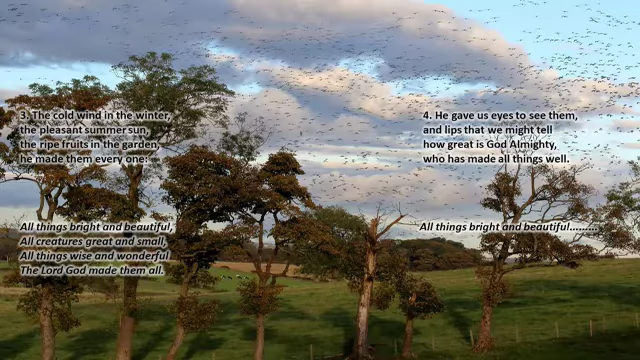 3. The cold wind in the winter,
the pleasant summer sun,
the ripe fruits in the garden,
he made them every one:
All things bright and beautiful,
All creatures great and small,
All things wise and wonderful
The Lord God made them all.
4. He gave us eyes to see them,
and lips that we might tell
how great is God Almighty,
who has made all things well.
All things bright and beautiful.........